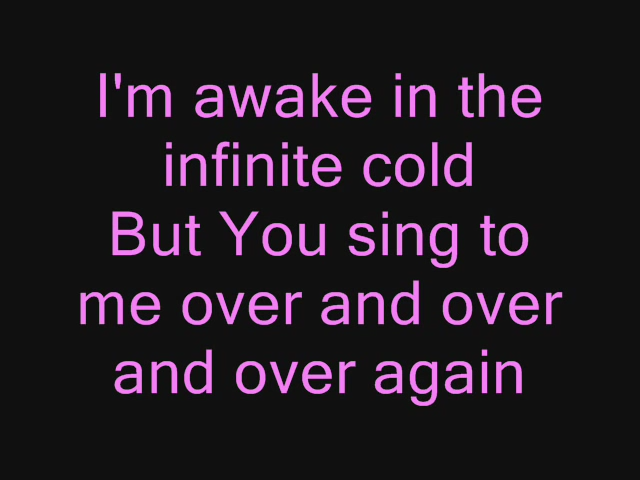 I'm awake in the
infinite cold
But You sing to
me over and over
and over again